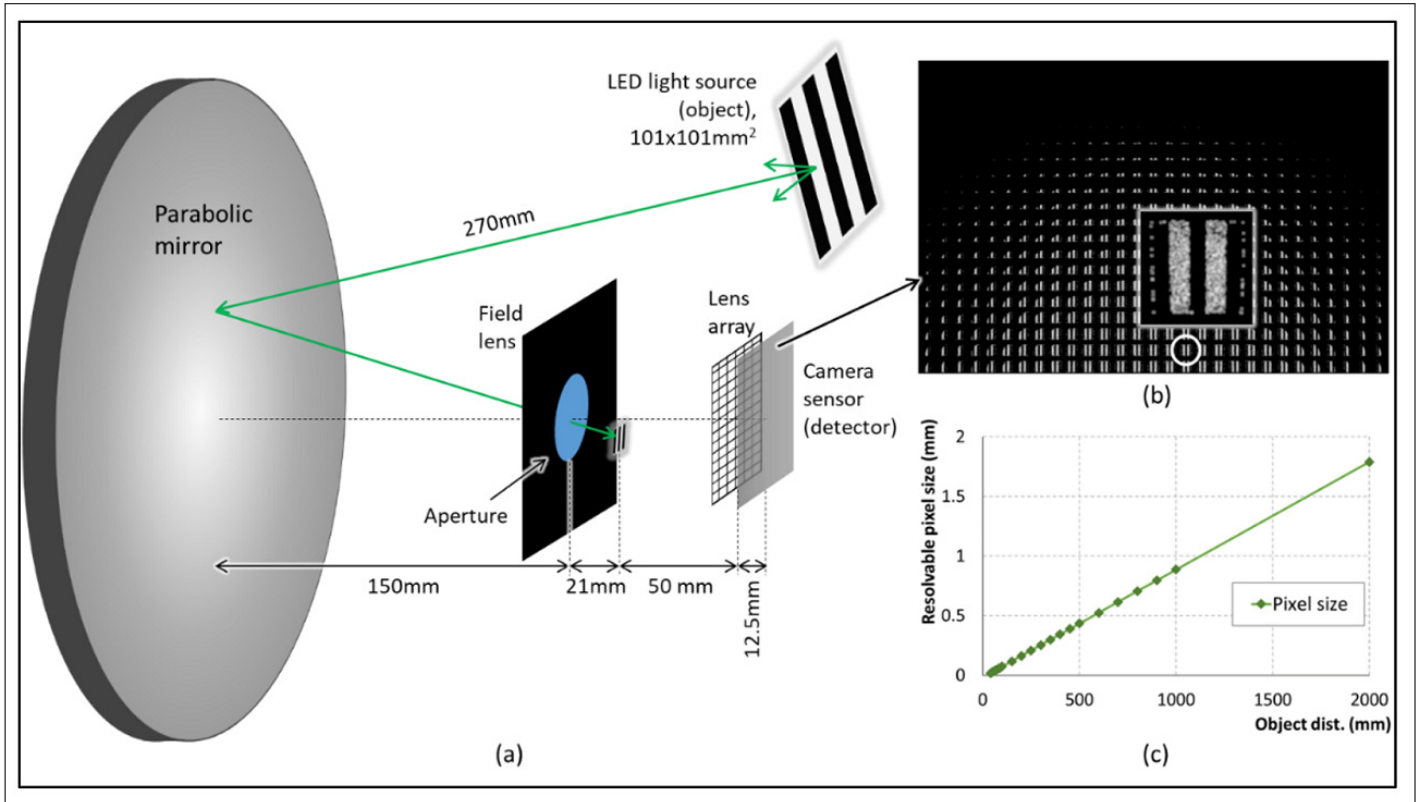 LED light source
(object),
101x101mm²
Parabolic
mirror
270mm
Field
lens
Lens
array
Camera
sensor
(detector)
Aperture
150mm
21mm
50 mm
12.5mm
(a)
(b)
Resolvable pixel size (mm)
2
1.5
1
0.5
0
Pixel size
0
500
1000
1500
2000
Object dist. (mm)
(c)